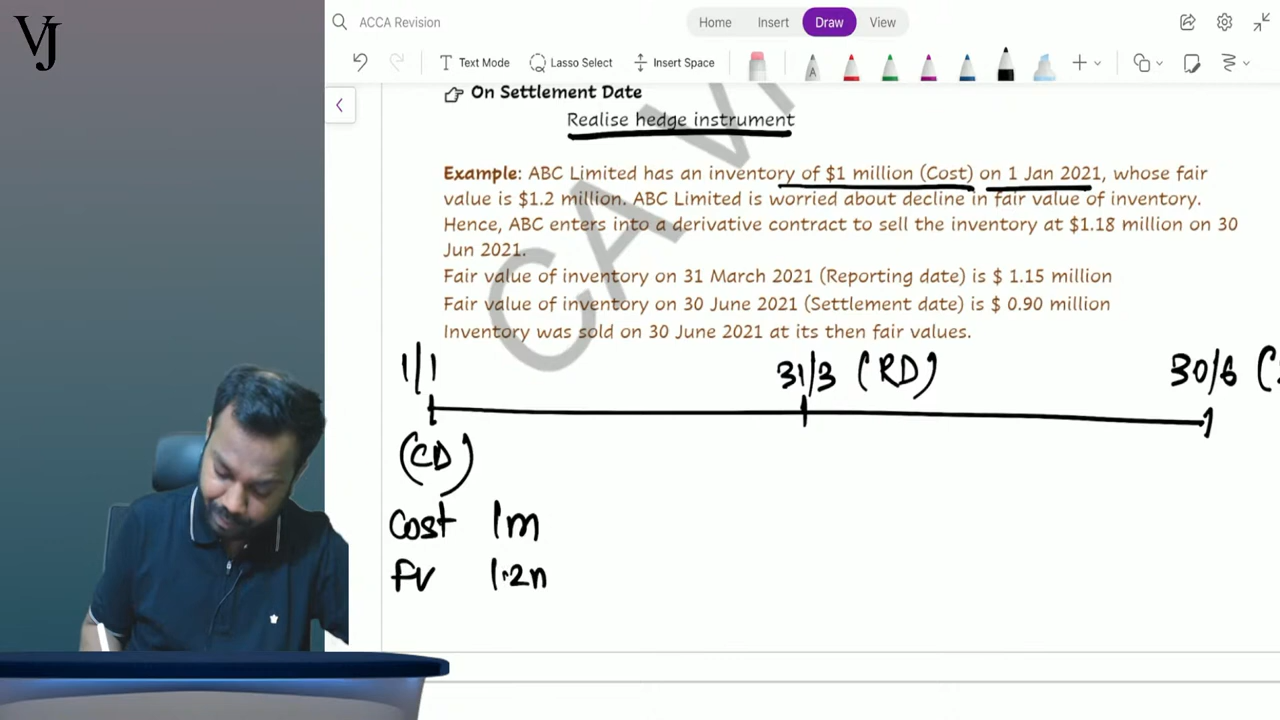 VJ
ACCA Revision
Home Insert Draw View
Text Mode Lasso Select Insert Space
On Settlement Date
Realise hedge instrument
Example: ABC Limited has an inventory of $1 million (Cost) on 1 Jan 2021, whose fair
value is $1.2 million. ABC Limited is worried about decline in fair value of inventory.
Hence, ABC enters into a derivative contract to sell the inventory at $1.18 million on 30
Jun 2021.
Fair value of inventory on 31 March 2021 (Reporting date) is $ 1.15 million
Fair value of inventory on 30 June 2021 (Settlement date) is $ 0.90 million
Inventory was sold on 30 June 2021 at its then fair values.
1/1 31/3 (RD) 30/6 (
(CD)
Cost 1m
FV 1.2m